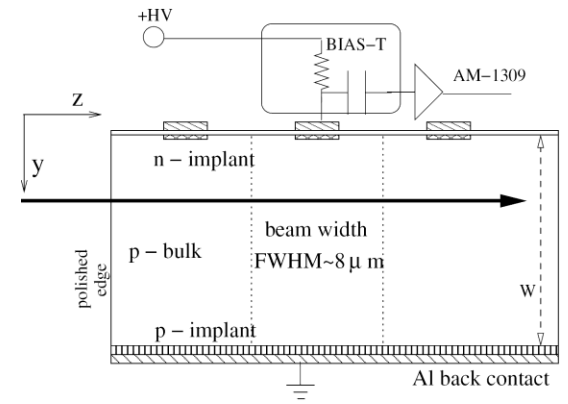 +HV
BIAS−T
AM−1309
z
y
n − implant
beam width
FWHM~8 μ m
p − bulk
polished
edge
w
p − implant
Al back contact